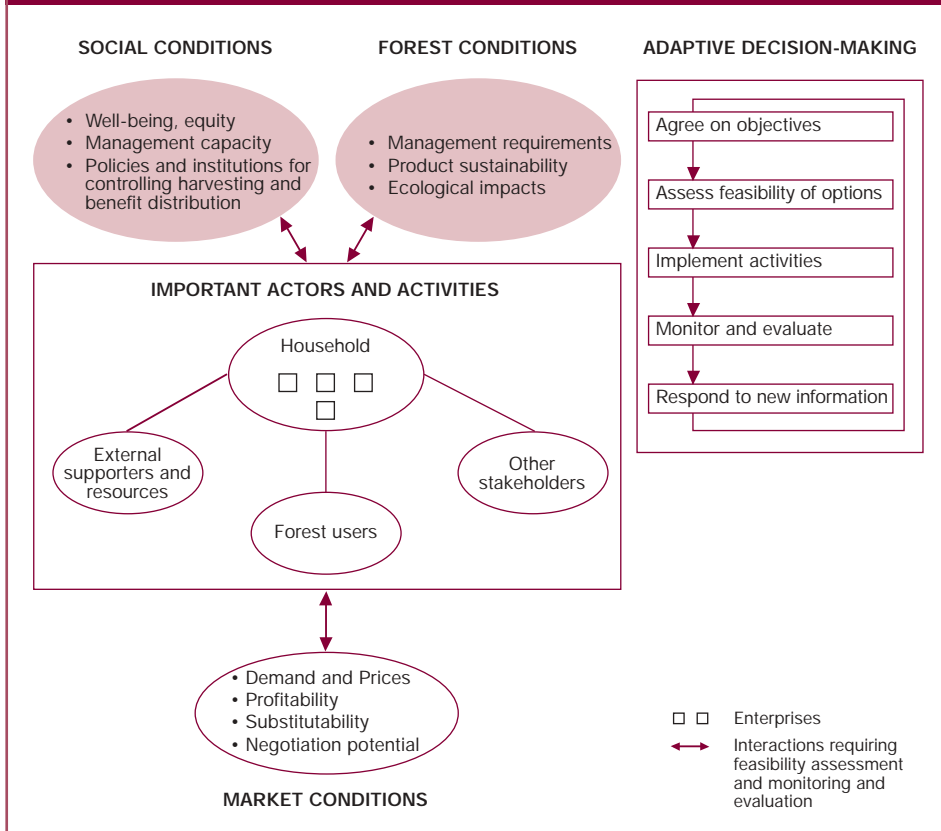 SOCIAL CONDITIONS
• Well-being, equity
• Management capacity
• Policies and institutions for
controlling harvesting and
benefit distribution
FOREST CONDITIONS
• Management requirements
• Product sustainability
• Ecological impacts
ADAPTIVE DECISION-MAKING
Agree on objectives
Assess feasibility of options
Implement activities
Monitor and evaluate
Respond to new information
IMPORTANT ACTORS AND ACTIVITIES
Household
External
supporters and
resources
Forest users
Other
stakeholders
• Demand and Prices
• Profitability
• Substitutability
• Negotiation potential
MARKET CONDITIONS
Enterprises
Interactions requiring
feasibility assessment
and monitoring and
evaluation